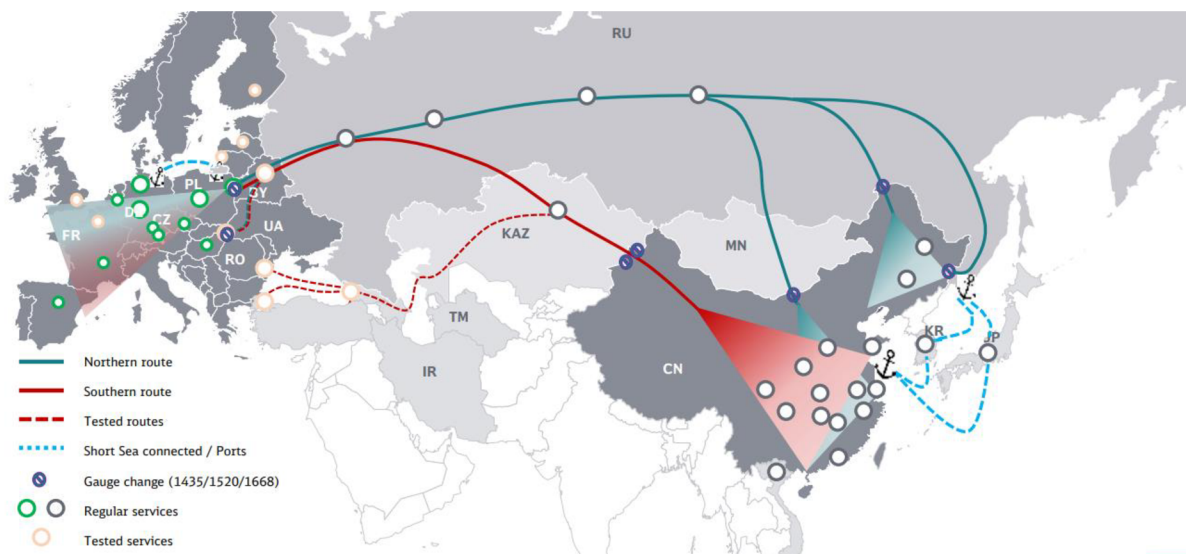 RU
PL
BY
DE
CZ
FR
UA
RO
KAZ
MN
TM
IR
CN
KR
JP
Northern route
Southern route
Tested routes
Short Sea connected / Ports
Gauge change (1435/1520/1668)
Regular services
Tested services